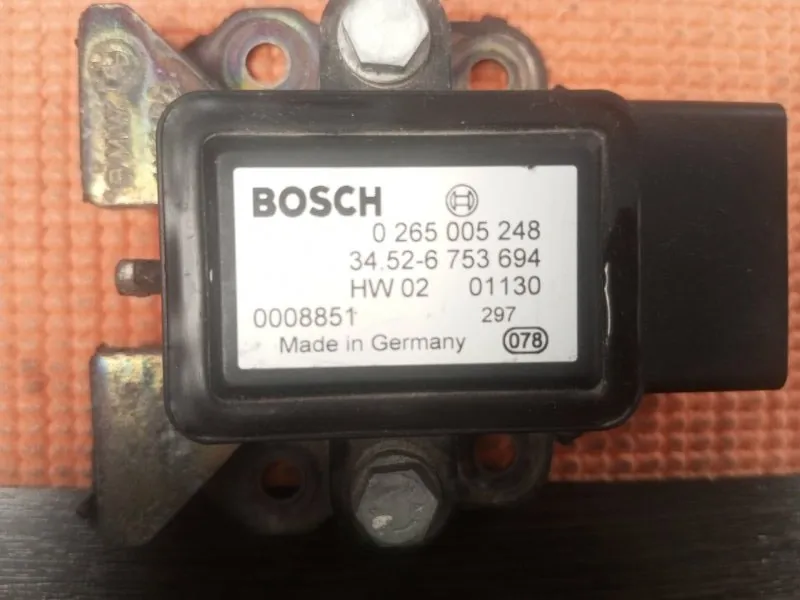 BMW
BOSCH
0 265 005 248
34.52-6 753 694
HW 02 01130
0008851 297
Made in Germany 078